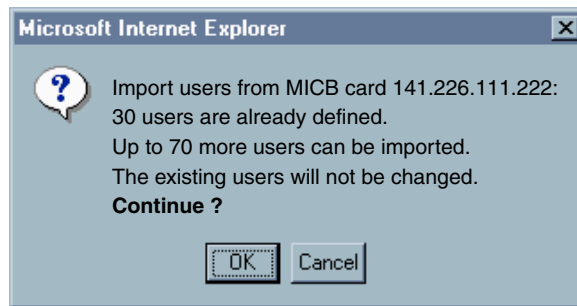 Microsoft Internet Explorer
Import users from MICB card 141.226.111.222:
30 users are already defined.
Up to 70 more users can be imported.
The existing users will not be changed.
Continue ?
OK Cancel